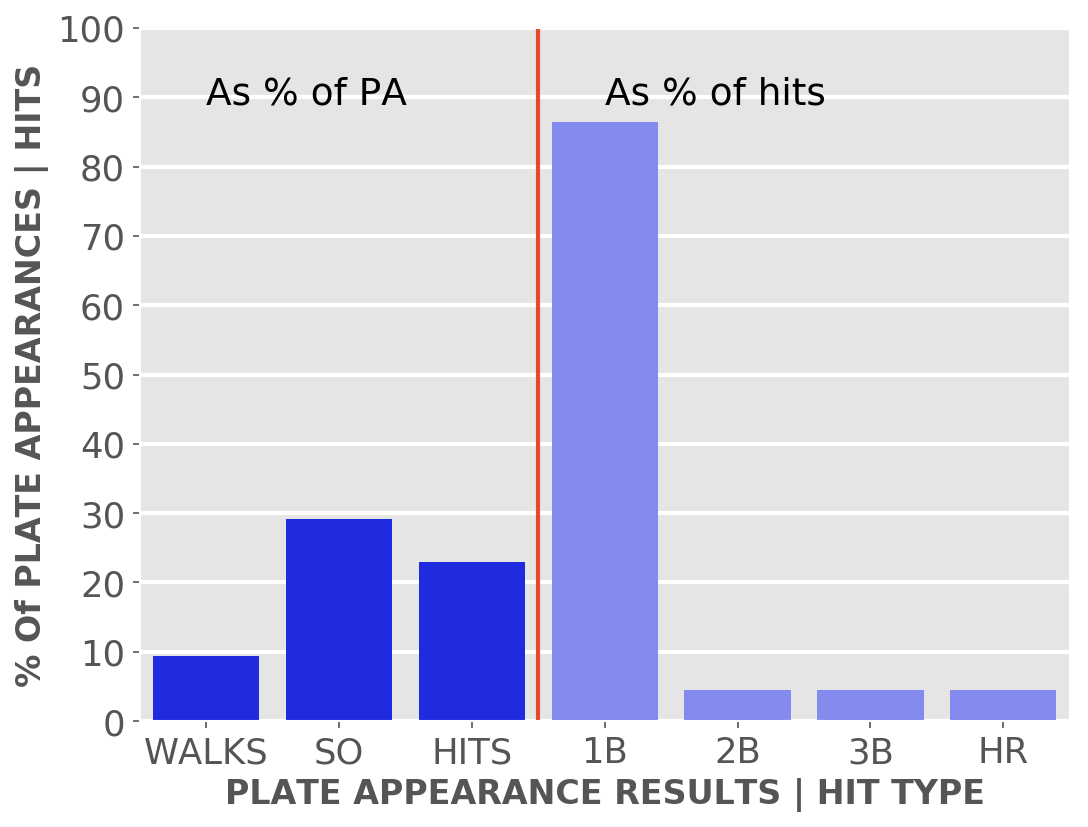 100
90
80
70
60
50
40
30
20
10
0
% Of PLATE APPEARANCES | HITS
As % of PA
As % of hits
WALKS SO HITS 1B 2B 3B HR
PLATE APPEARANCE RESULTS | HIT TYPE